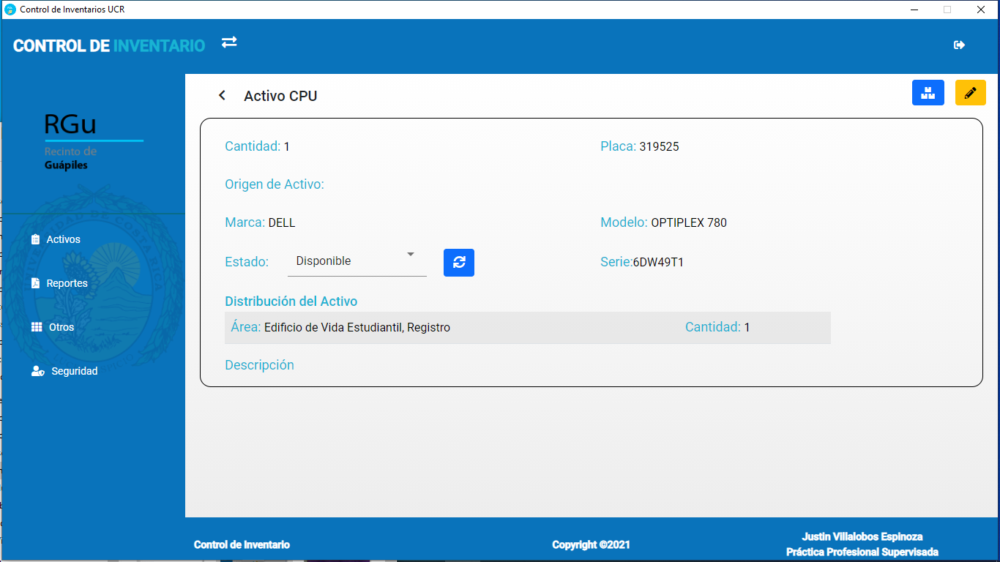 Control de Inventarios UCR
CONTROL DE INVENTARIO
RGu
Recinto de
Guápiles
Activos
Reportes
Otros
Seguridad
Activo CPU
Cantidad: 1
Placa: 319525
Origen de Activo:
Marca: DELL
Modelo: OPTIPLEX 780
Estado: Disponible
Serie:6DW49T1
Distribución del Activo
Área: Edificio de Vida Estudiantil, Registro
Cantidad: 1
Descripción
Control de Inventario
Copyright ©2021
Justin Villalobos Espinoza
Práctica Profesional Supervisada